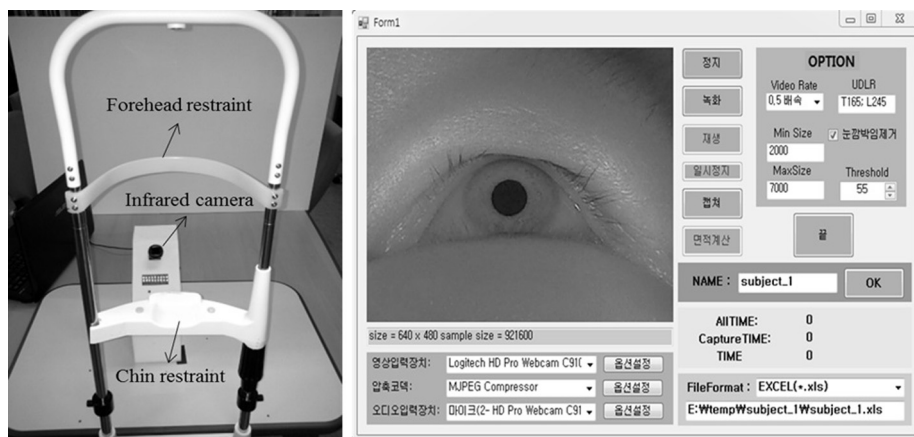 Forehead restraint
Infrared camera
Chin restraint
Form1
정지
녹화
재생
일시정지
캡쳐
면적계산
OPTION
Video Rate
UDLR
0.5 배속
T165; L245
Min Size
2000
눈깜박임제거
MaxSize
Threshold
7000
55
끝
NAME :
subject_1
OK
size = 640 x 480 sample size = 921600
AllTIME: 0
CaptureTIME: 0
TIME 0
영상입력장치: Logitech HD Pro Webcam C91( 옵션설정
압축코덱: MJPEG Compressor 옵션설정
오디오입력장치: 마이크(2- HD Pro Webcam C91 옵션설정
FileFormat : EXCEL(*.xls)
E:₩temp₩subject_1₩subject_1.xls